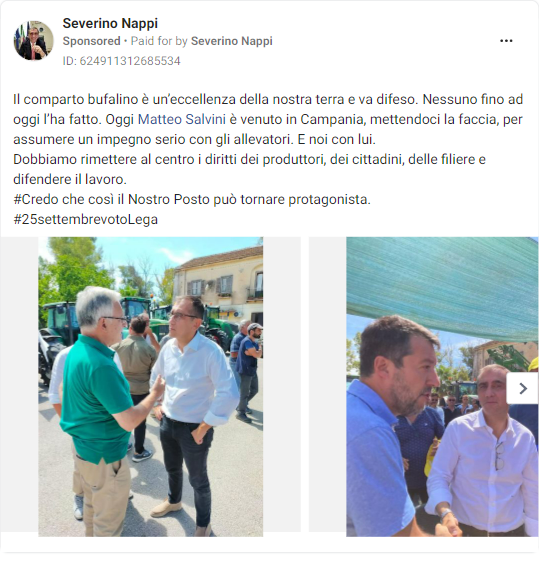 Severino Nappi
Sponsored • Paid for by Severino Nappi
ID: 624911312685534
Il comparto bufalino è un'eccellenza della nostra terra e va difeso. Nessuno fino ad
oggi l'ha fatto. Oggi Matteo Salvini è venuto in Campania, mettendoci la faccia, per
assumere un impegno serio con gli allevatori. E noi con lui.
Dobbiamo rimettere al centro i diritti dei produttori, dei cittadini, delle filiere e
difendere il lavoro.
#Credo che così il Nostro Posto può tornare protagonista.
#25settembrevotoLega